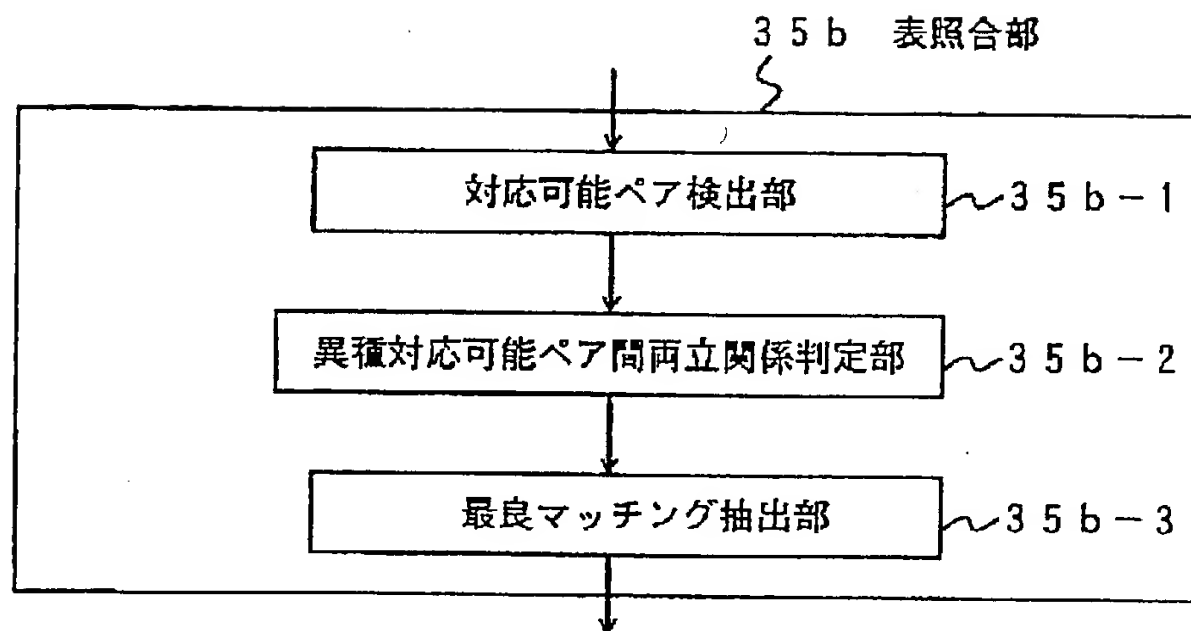 35b 表照合部
対応可能ペア検出部 35b-1
異種対応可能ペア間両立関係判定部 35b-2
最良マッチング抽出部 35b-3